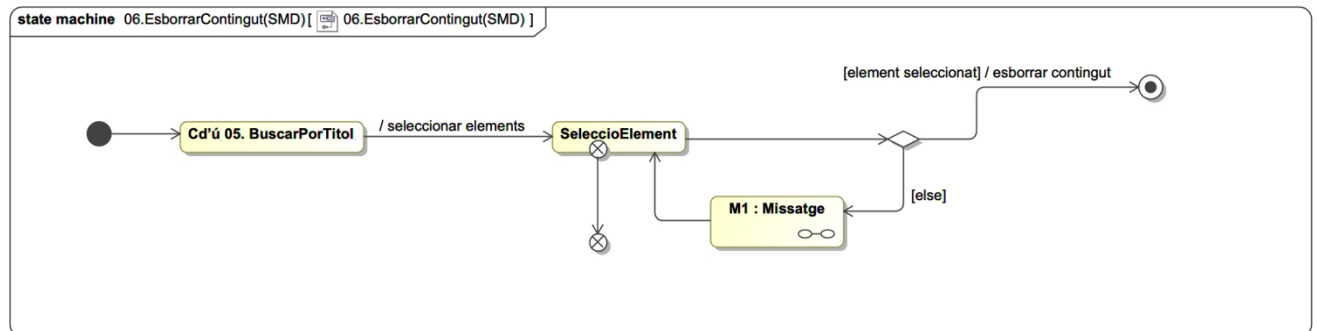 state machine 06.EsborrarContingut(SMD)[ 06.EsborrarContingut(SMD) ]
[element seleccionat] / esborrar contingut
Cd'ú 05. BuscarPorTitol
/ seleccionar elements
SeleccioElement
[else]
M1 : Missatge